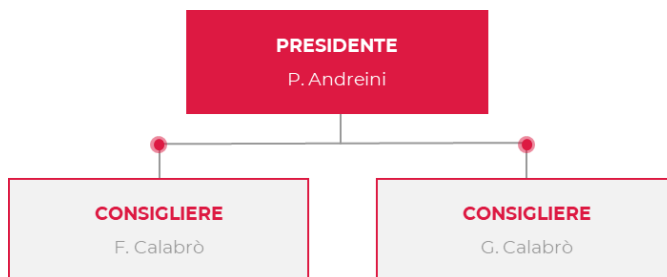 PRESIDENTE
P. Andreini
CONSIGLIERE
F. Calabrò
CONSIGLIERE
G. Calabrò